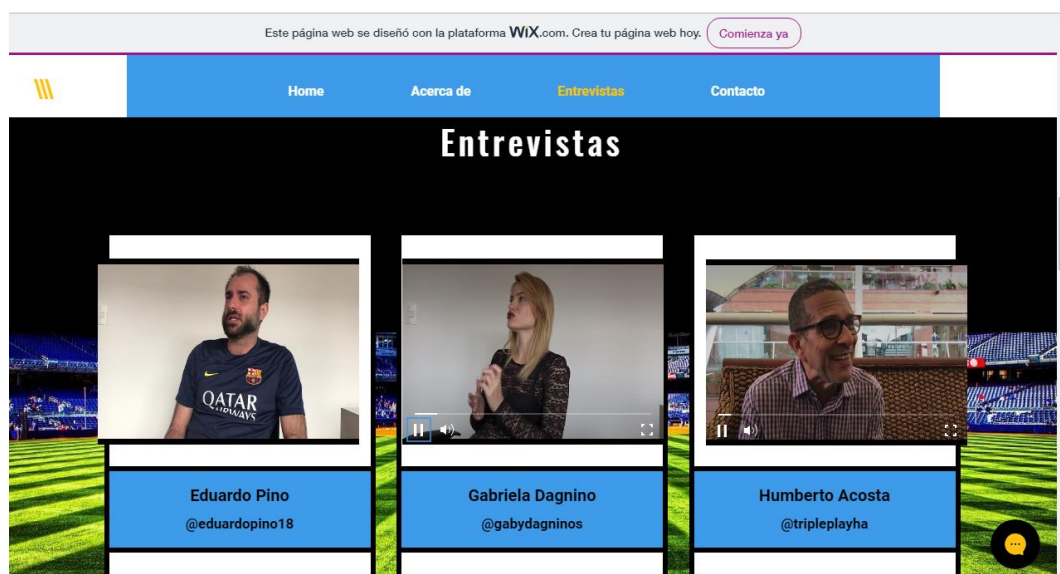 Este página web se diseñó con la plataforma WiX.com. Crea tu página web hoy. Comienza ya
Home Acerca de Entrevistas Contacto
Entrevistas
QATAR
AIRWAYS
Eduardo Pino Gabriela Dagnino Humberto Acosta
@eduardopino18 @gabydagninos @tripleplayha